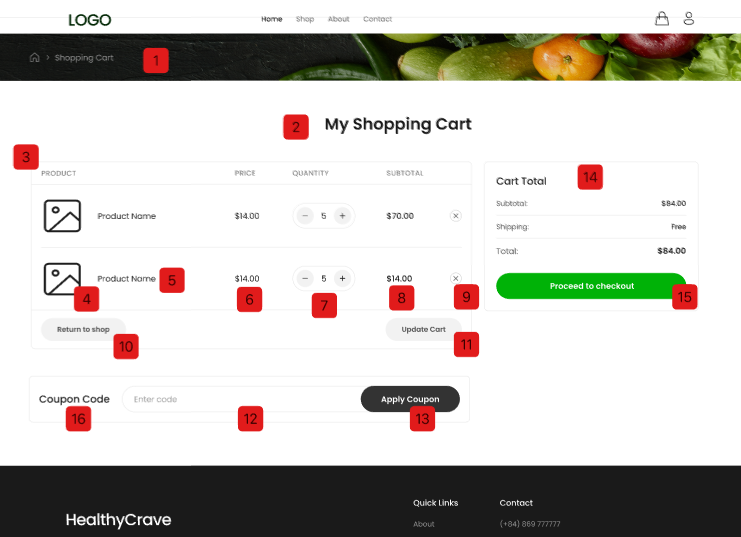 LOGO Home Shop About Contact
> Shopping Cart 1
2 My Shopping Cart
3
PRODUCT PRICE QUANTITY SUBTOTAL
Product Name $14.00 − 5 + $70.00 ×
Product Name 5 $14.00 − 5 + $14.00 ×
4 6 7 8 9
Return to shop Update Cart
10 11
Cart Total 14
Subtotal: $84.00
Shipping: Free
Total: $84.00
Proceed to checkout
15
Coupon Code Enter code Apply Coupon
16 12 13
HealthyCrave
Quick Links
About
Contact
(+84) 869 777777